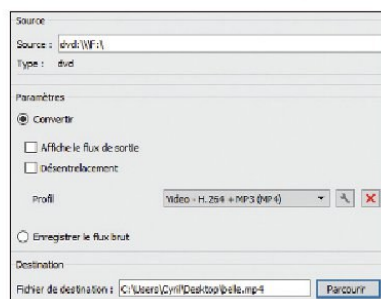 Source
Source : dvd:\\\F:\
Type : dvd
Paramètres
Convertir
Affiche le flux de sortie
Désentrelacement
Profil Video - H.264 + MP3 (MP4)
Enregistrer le flux brut
Destination
Fichier de destination : C:\Users\Cyril\Desktop\belle.mp4 Parcourir